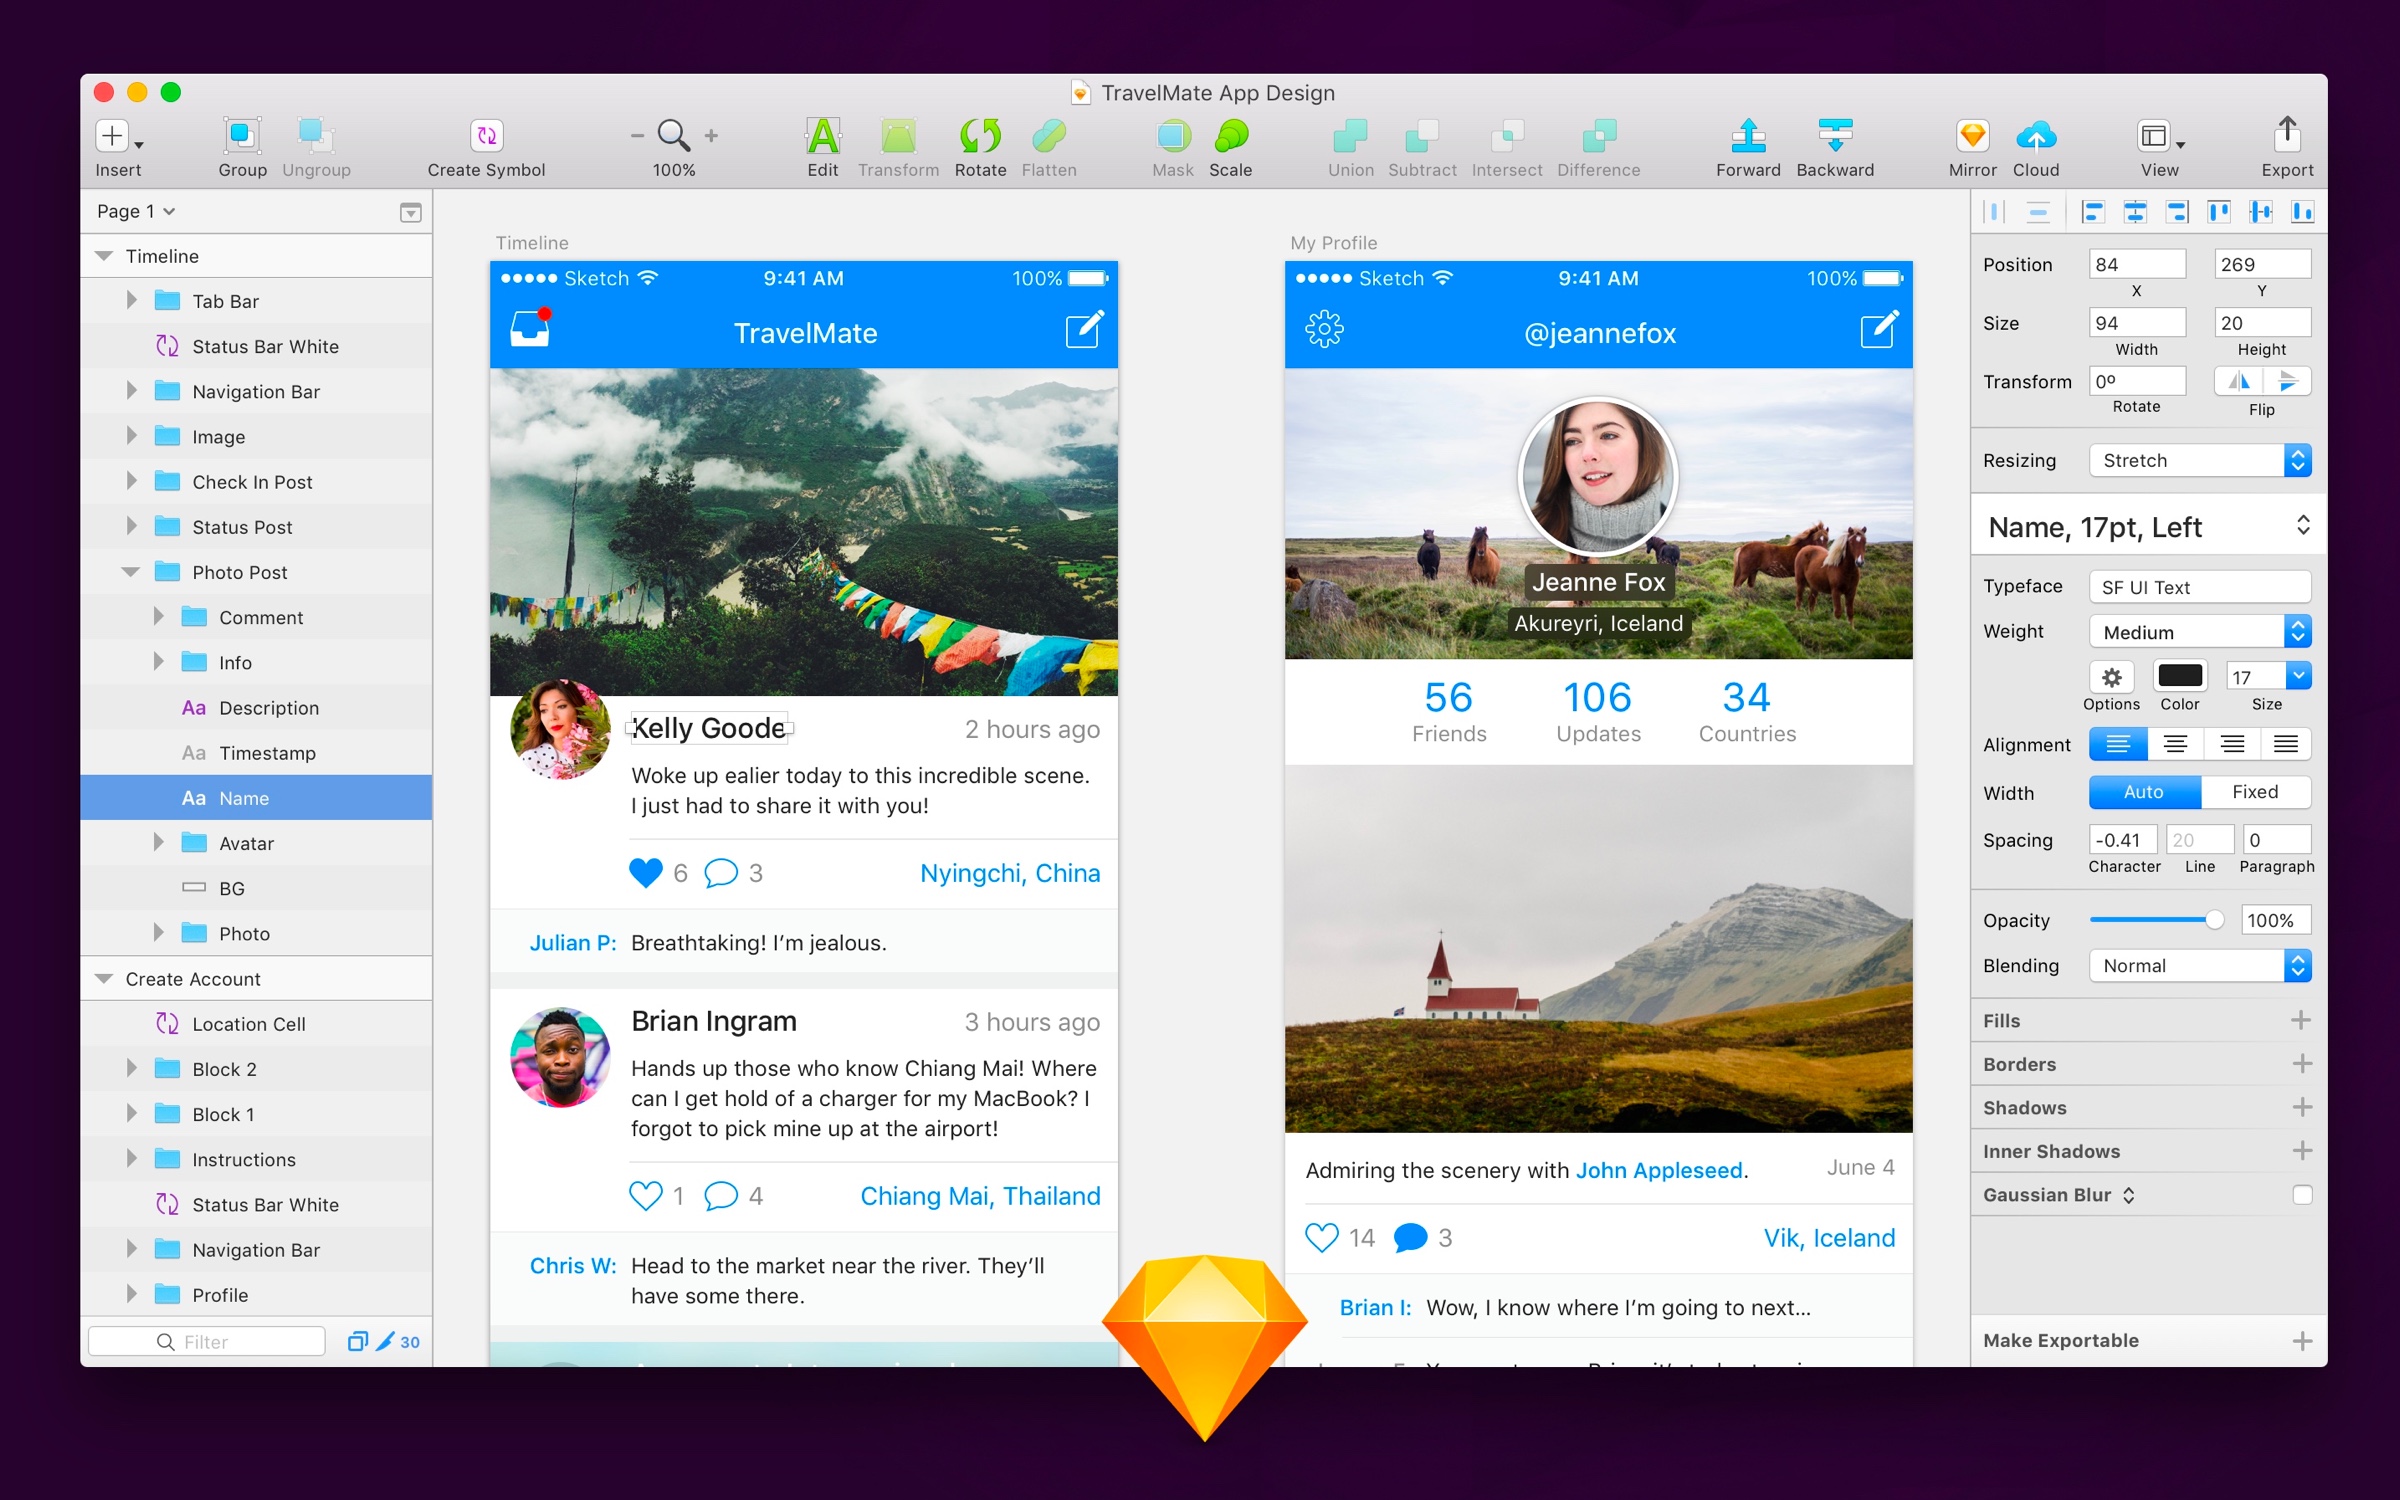 TravelMate App Design
Insert
Group
Ungroup
Create Symbol
100%
Edit
Transform
Rotate
Flatten
Mask
Scale
Union
Subtract
Intersect
Difference
Forward
Backward
Mirror
Cloud
View
Export
Page 1
Timeline
Tab Bar
Status Bar White
Navigation Bar
Image
Check In Post
Status Post
Photo Post
Comment
Info
Aa Description
Aa Timestamp
Aa Name
Avatar
BG
Photo
Create Account
Location Cell
Block 2
Block 1
Instructions
Status Bar White
Navigation Bar
Profile
Filter
30
Timeline
Sketch 9:41 AM 100%
TravelMate
Kelly Goode 2 hours ago
Woke up ealier today to this incredible scene.
I just had to share it with you!
6 3 Nyingchi, China
Julian P: Breathtaking! I'm jealous.
Brian Ingram 3 hours ago
Hands up those who know Chiang Mai! Where
can I get hold of a charger for my MacBook? I
forgot to pick mine up at the airport!
1 4 Chiang Mai, Thailand
Chris W: Head to the market near the river. They'll
have some there.
My Profile
Sketch 9:41 AM 100%
@jeannefox
Jeanne Fox
Akureyri, Iceland
56 106 34
Friends Updates Countries
Admiring the scenery with John Appleseed. June 4
14 3 Vik, Iceland
Brian I: Wow, I know where I'm going to next...
Position 84 269
X Y
Size 94 20
Width Height
Transform 0º
Rotate Flip
Resizing Stretch
Name, 17pt, Left
Typeface SF UI Text
Weight Medium
17
Options Color Size
Alignment
Width Auto Fixed
Spacing -0.41 20 0
Character Line Paragraph
Opacity 100%
Blending Normal
Fills
Borders
Shadows
Inner Shadows
Gaussian Blur
Make Exportable